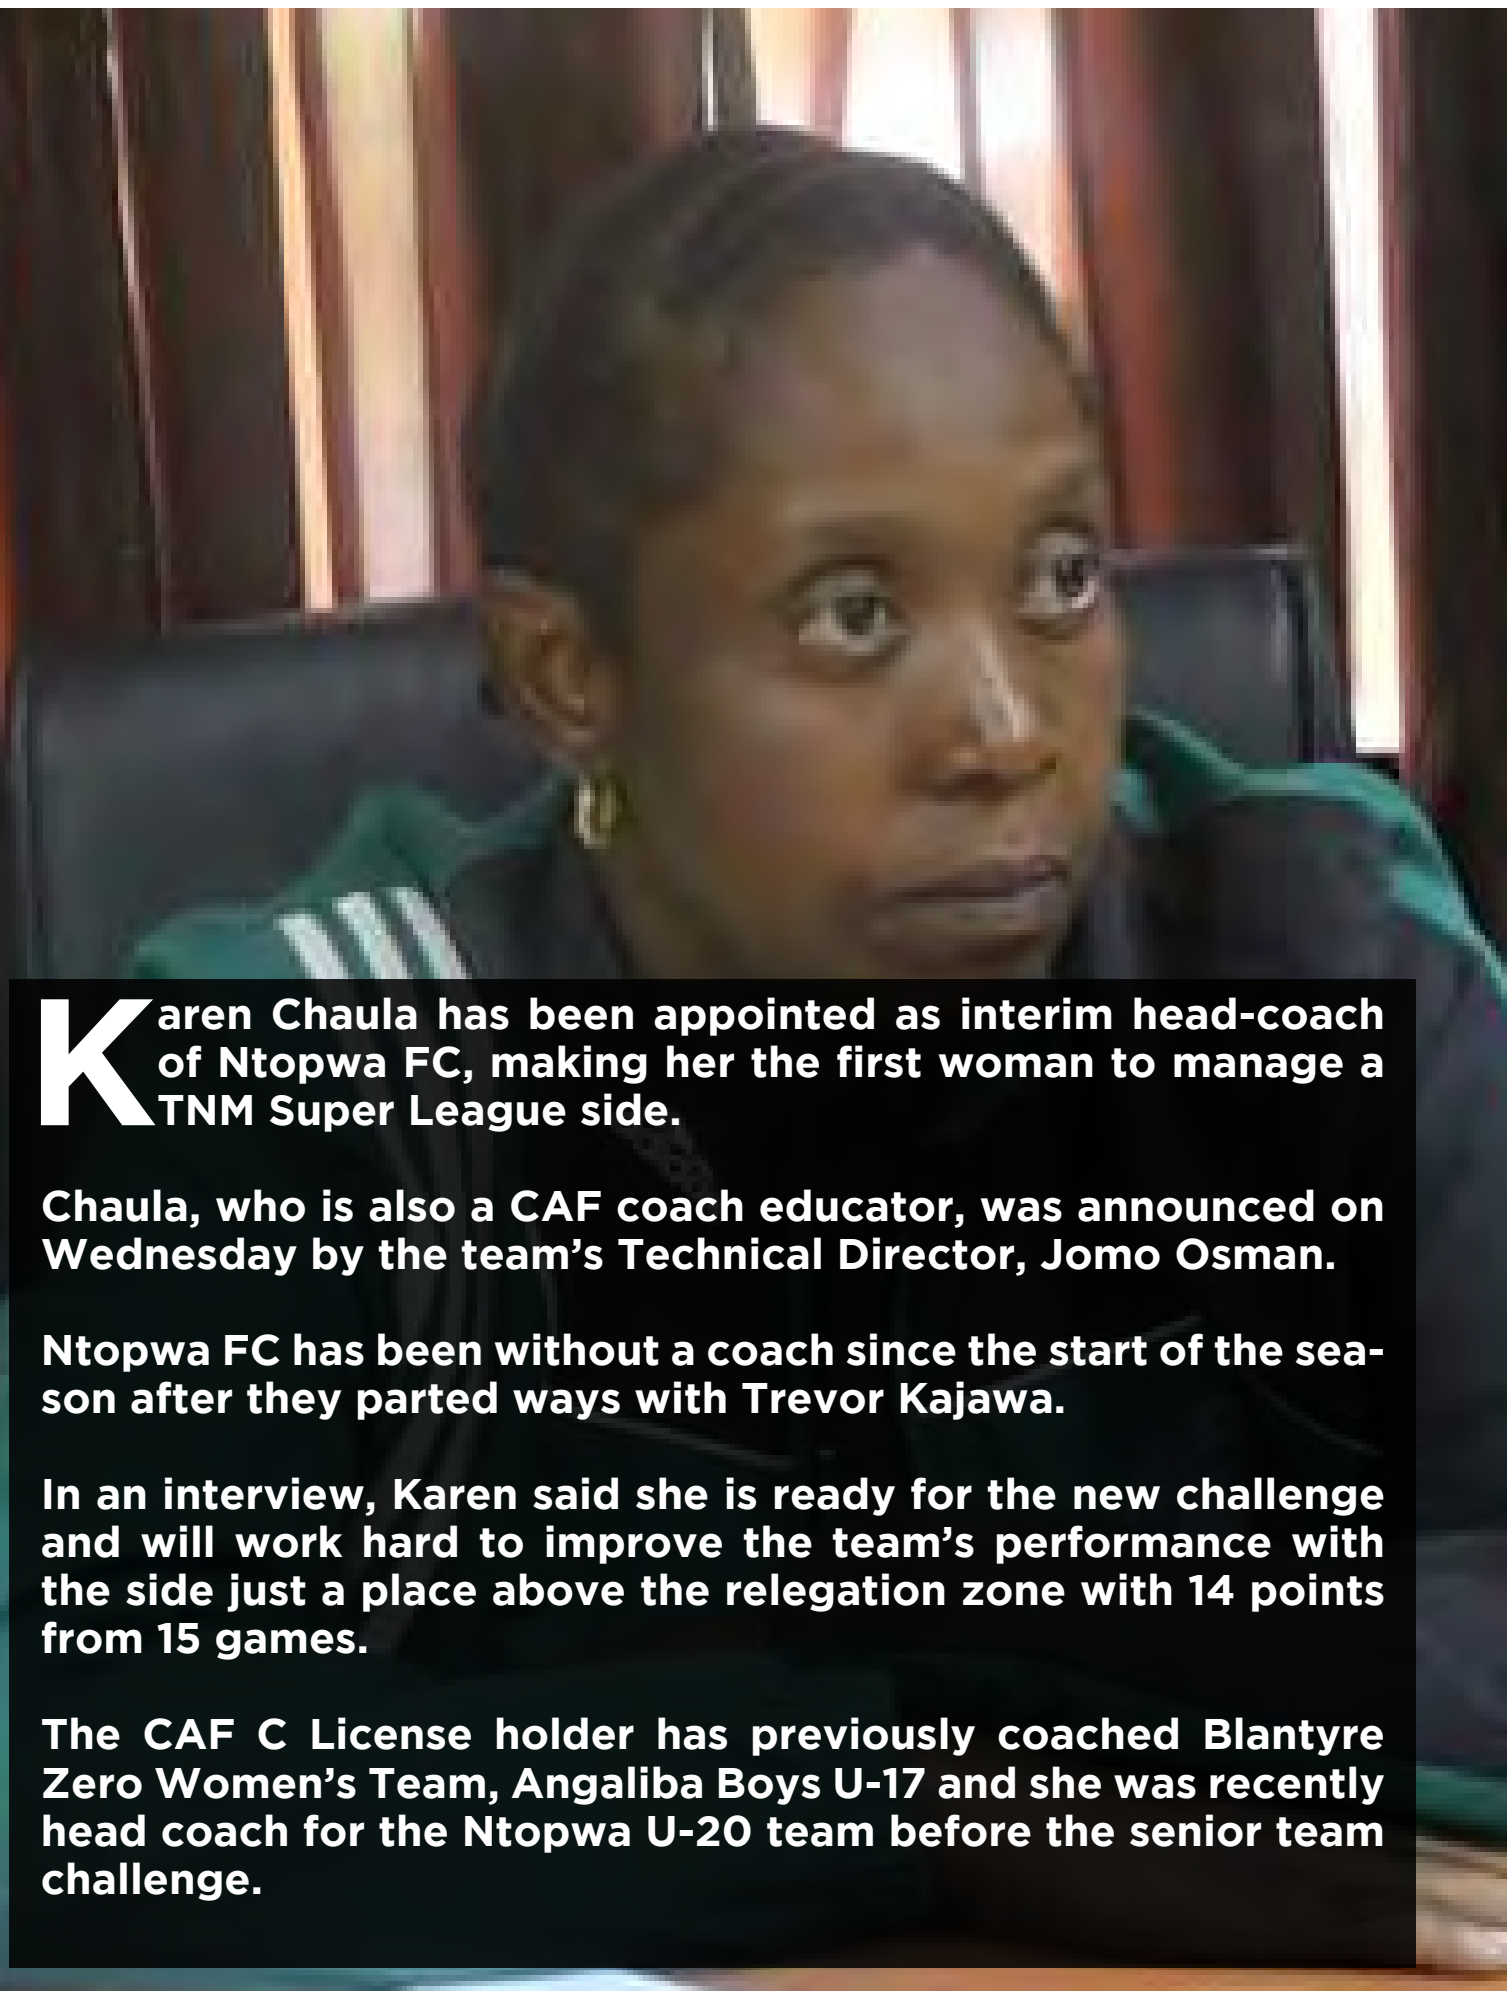 Karen Chaula has been appointed as interim head-coach
of Ntopwa FC, making her the first woman to manage a
TNM Super League side.
Chaula, who is also a CAF coach educator, was announced on
Wednesday by the team’s Technical Director, Jomo Osman.
Ntopwa FC has been without a coach since the start of the sea-
son after they parted ways with Trevor Kajawa.
In an interview, Karen said she is ready for the new challenge
and will work hard to improve the team’s performance with
the side just a place above the relegation zone with 14 points
from 15 games.
The CAF C License holder has previously coached Blantyre
Zero Women’s Team, Angaliba Boys U-17 and she was recently
head coach for the Ntopwa U-20 team before the senior team
challenge.